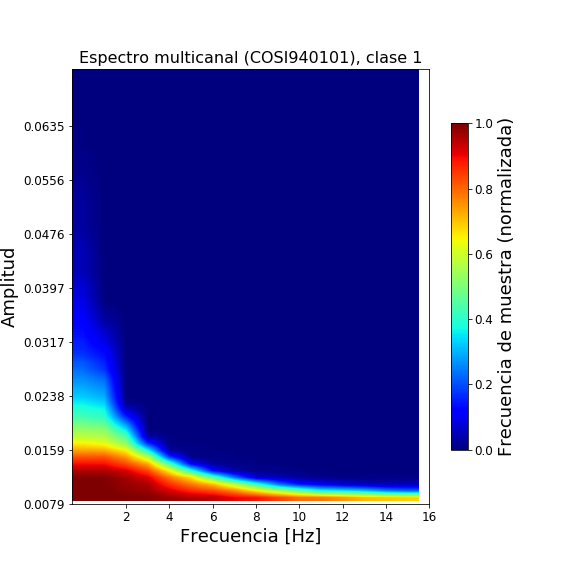 Espectro multicanal (COSI940101), clase 1
Amplitud
0.0635
0.0556
0.0476
0.0397
0.0317
0.0238
0.0159
0.0079
2 4 6 8 10 12 14 16
Frecuencia [Hz]
1.0
0.8
0.6
0.4
0.2
0.0
Frecuencia de muestra (normalizada)